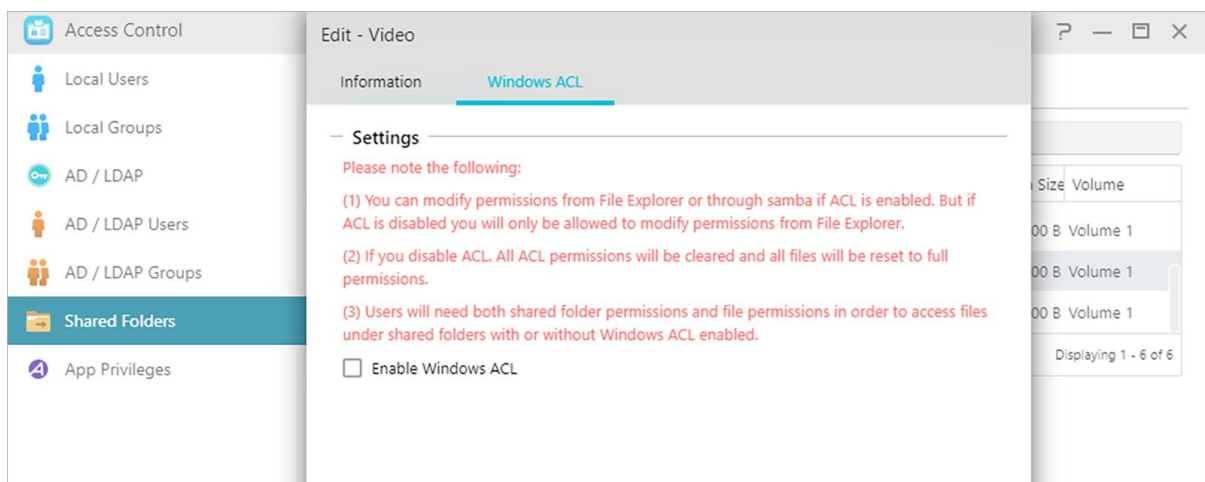 Access Control
Edit - Video
Local Users
Information
Windows ACL
Local Groups
Settings
AD / LDAP
Please note the following:
Size Volume
(1) You can modify permissions from File Explorer or through samba if ACL is enabled. But if
AD / LDAP Users
ACL is disabled you will only be allowed to modify permissions from File Explorer.
00 B Volume 1
(2) If you disable ACL. All ACL permissions will be cleared and all files will be reset to full
AD / LDAP Groups
permissions.
00 B Volume 1
(3) Users will need both shared folder permissions and file permissions in order to access files
Shared Folders
under shared folders with or without Windows ACL enabled.
00 B Volume 1
App Privileges
Enable Windows ACL
Displaying 1 - 6 of 6